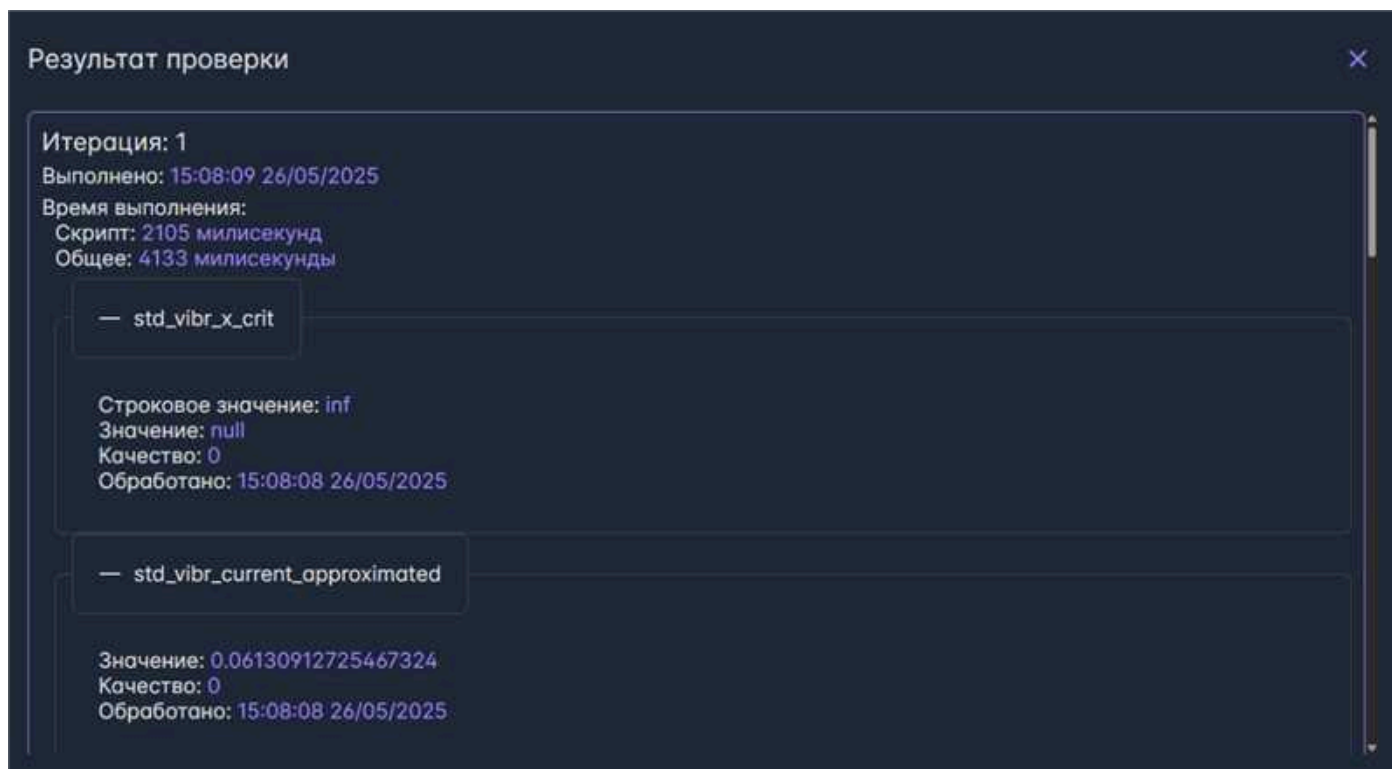 Результат проверки
Итерация: 1
Выполнено: 15:08:09 26/05/2025
Время выполнения:
Скрипт: 2105 милисекунд
Общее: 4133 милисекунды
— std_vibr_x_crit
Строковое значение: inf
Значение: null
Качество: 0
Обработано: 15:08:08 26/05/2025
— std_vibr_current_approximated
Значение: 0.06130912725467324
Качество: 0
Обработано: 15:08:08 26/05/2025